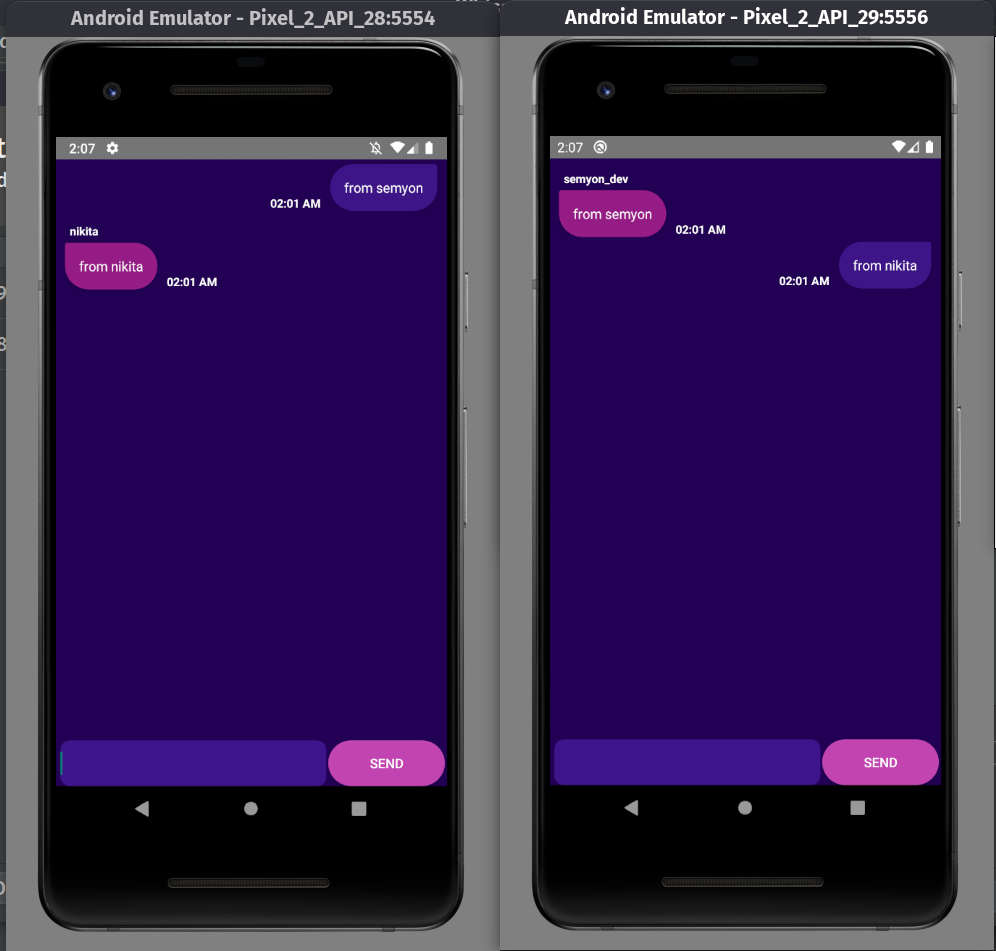 Android Emulator - Pixel_2_API_28:5554
2:07
from semyon
02:01 AM
nikita
from nikita
02:01 AM
SEND
Android Emulator - Pixel_2_API_29:5556
2:07
semyon_dev
from semyon
02:01 AM
from nikita
02:01 AM
SEND